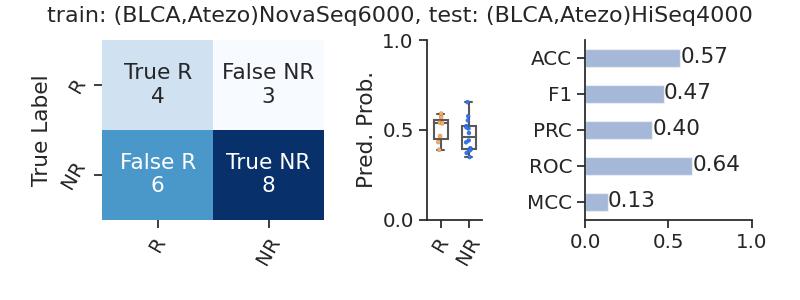 train: (BLCA,Atezo)NovaSeq6000, test: (BLCA,Atezo)HiSeq4000
True Label
R
NR
True R
4
False NR
3
False R
6
True NR
8
R
NR
Pred. Prob.
1.0
0.5
0.0
R
NR
ACC
0.57
F1
0.47
PRC
0.40
ROC
0.64
MCC
0.13
0.0
0.5
1.0